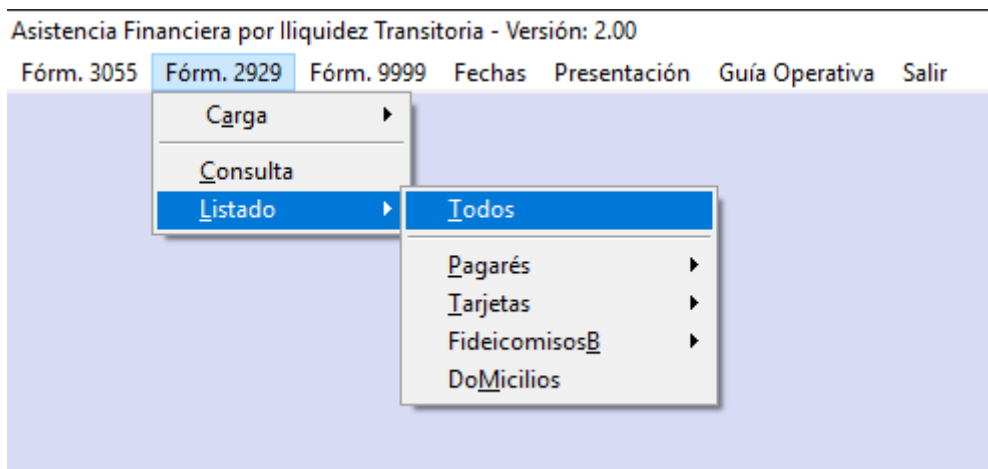 Asistencia Financiera por Iliquidez Transitoria - Versión: 2.00
Fórm. 3055 Fórm. 2929 Fórm. 9999 Fechas Presentación Guía Operativa Salir
Carga
Consulta
Listado
Todos
Pagarés
Tarjetas
FideicomisosB
DoMicilios